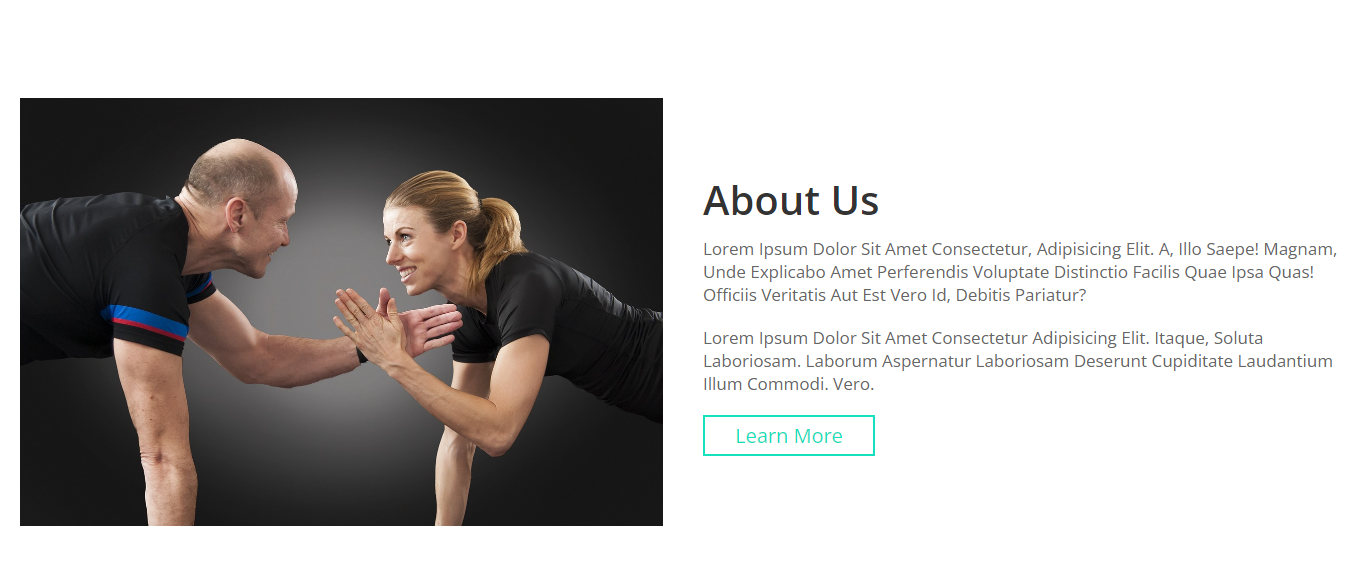 About Us
Lorem Ipsum Dolor Sit Amet Consectetur, Adipisicing Elit. A, Illo Saepe! Magnam,
Unde Explicabo Amet Perferendis Voluptate Distinctio Facilis Quae Ipsa Quas!
Officiis Veritatis Aut Est Vero Id, Debitis Pariatur?
Lorem Ipsum Dolor Sit Amet Consectetur Adipisicing Elit. Itaque, Soluta
Laboriosam. Laborum Aspernatur Laboriosam Deserunt Cupiditate Laudantium
Illum Commodi. Vero.
Learn More